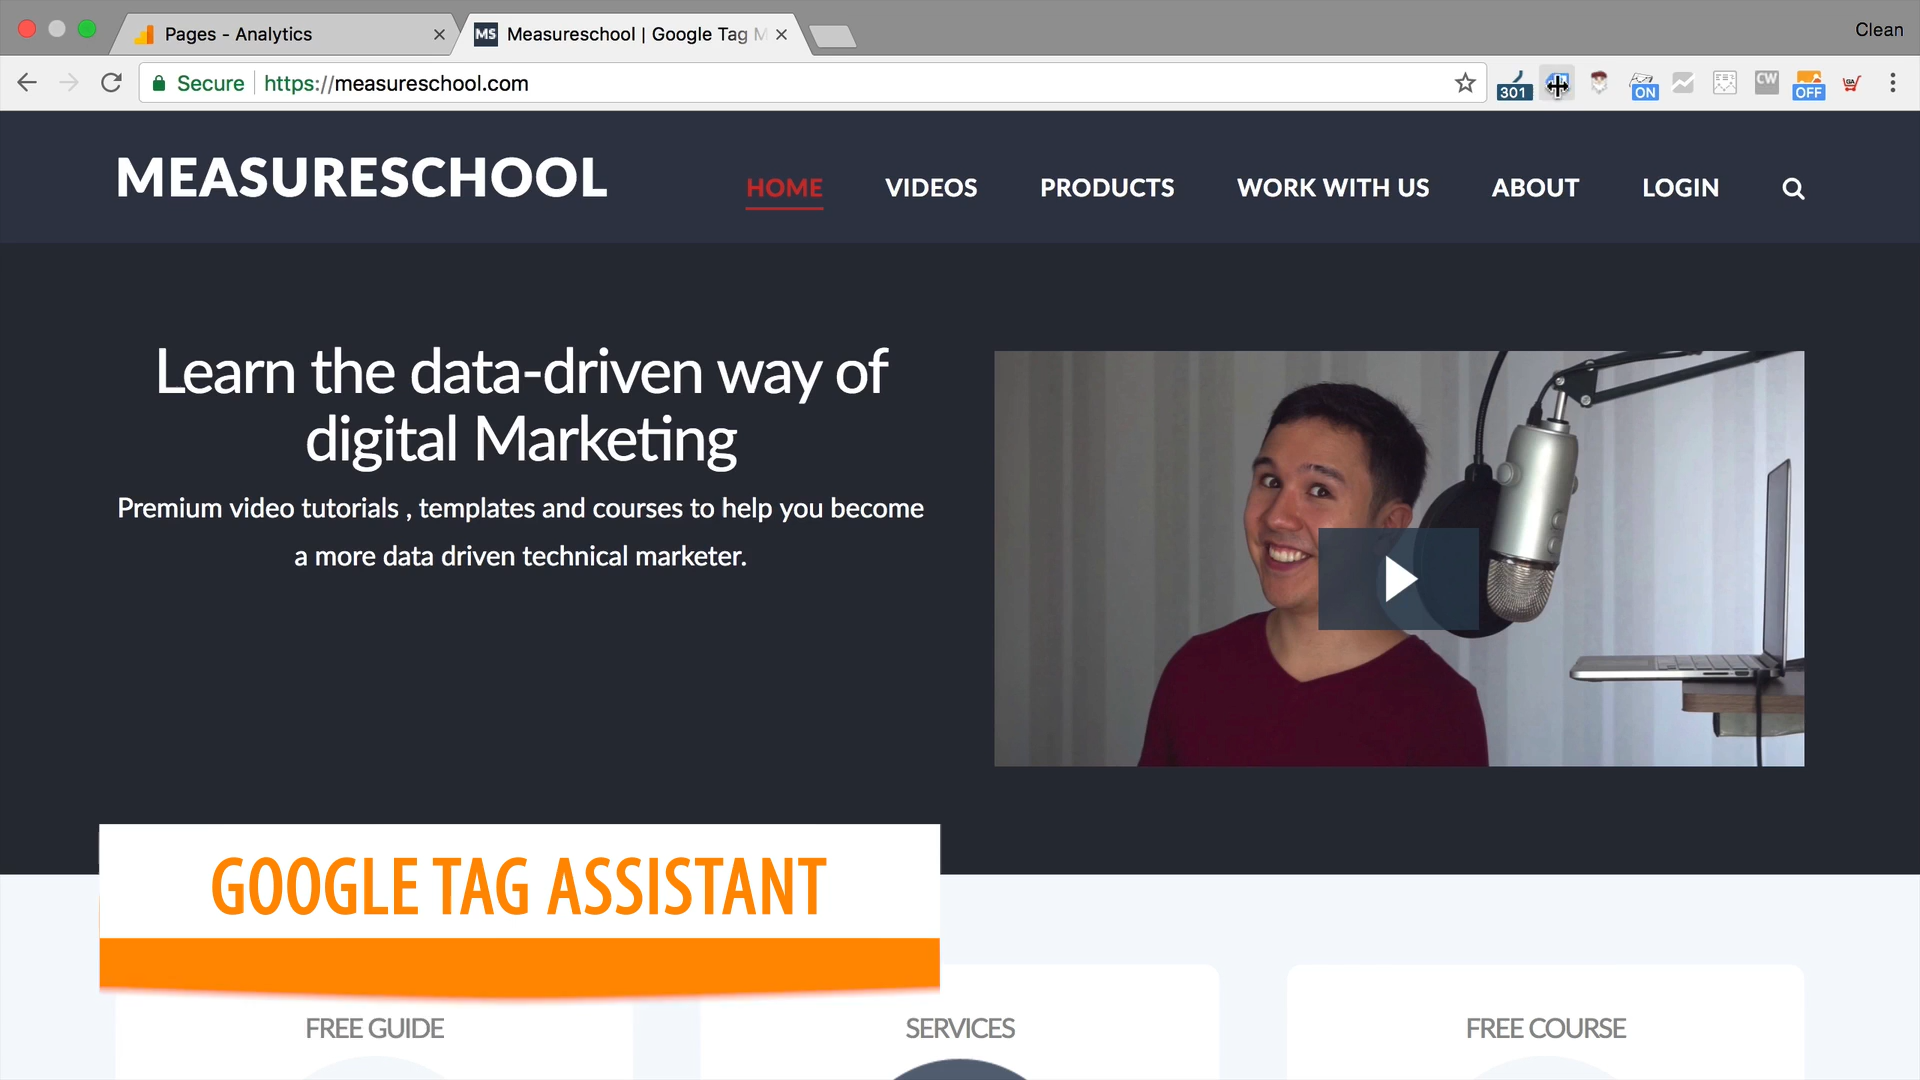 Clean
Pages - Analytics
MS Measureschool | Google Tag M
Secure https://measureschool.com
301
ON
CW
OFF
MEASURESCHOOL
HOME VIDEOS PRODUCTS WORK WITH US ABOUT LOGIN
Learn the data-driven way of
digital Marketing
Premium video tutorials , templates and courses to help you become
a more data driven technical marketer.
GOOGLE TAG ASSISTANT
FREE GUIDE
SERVICES
FREE COURSE